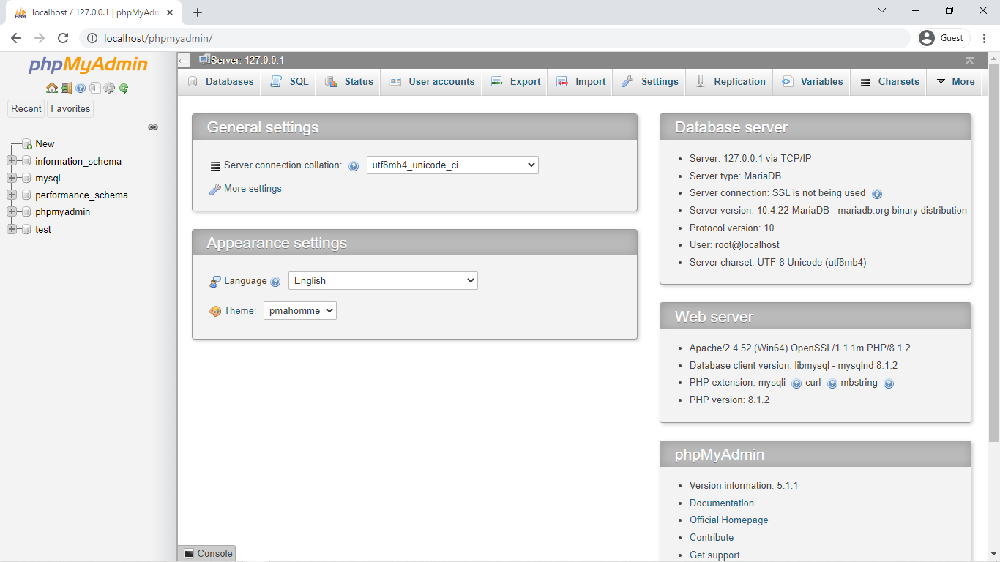 localhost / 127.0.0.1 | phpMyAdm
localhost/phpmyadmin/
Guest
phpMyAdmin
Recent
Favorites
New
information_schema
mysql
performance_schema
phpmyadmin
test
Server: 127.0.0.1
Databases
SQL
Status
User accounts
Export
Import
Settings
Replication
Variables
Charsets
More
General settings
Server connection collation:
utf8mb4_unicode_ci
More settings
Appearance settings
Language
English
Theme:
pmahomme
Database server
Server: 127.0.0.1 via TCP/IP
Server type: MariaDB
Server connection: SSL is not being used
Server version: 10.4.22-MariaDB - mariadb.org binary distribution
Protocol version: 10
User: root@localhost
Server charset: UTF-8 Unicode (utf8mb4)
Web server
Apache/2.4.52 (Win64) OpenSSL/1.1.1m PHP/8.1.2
Database client version: libmysql - mysqlnd 8.1.2
PHP extension: mysqli curl mbstring
PHP version: 8.1.2
phpMyAdmin
Version information: 5.1.1
Documentation
Official Homepage
Contribute
Get support
Console